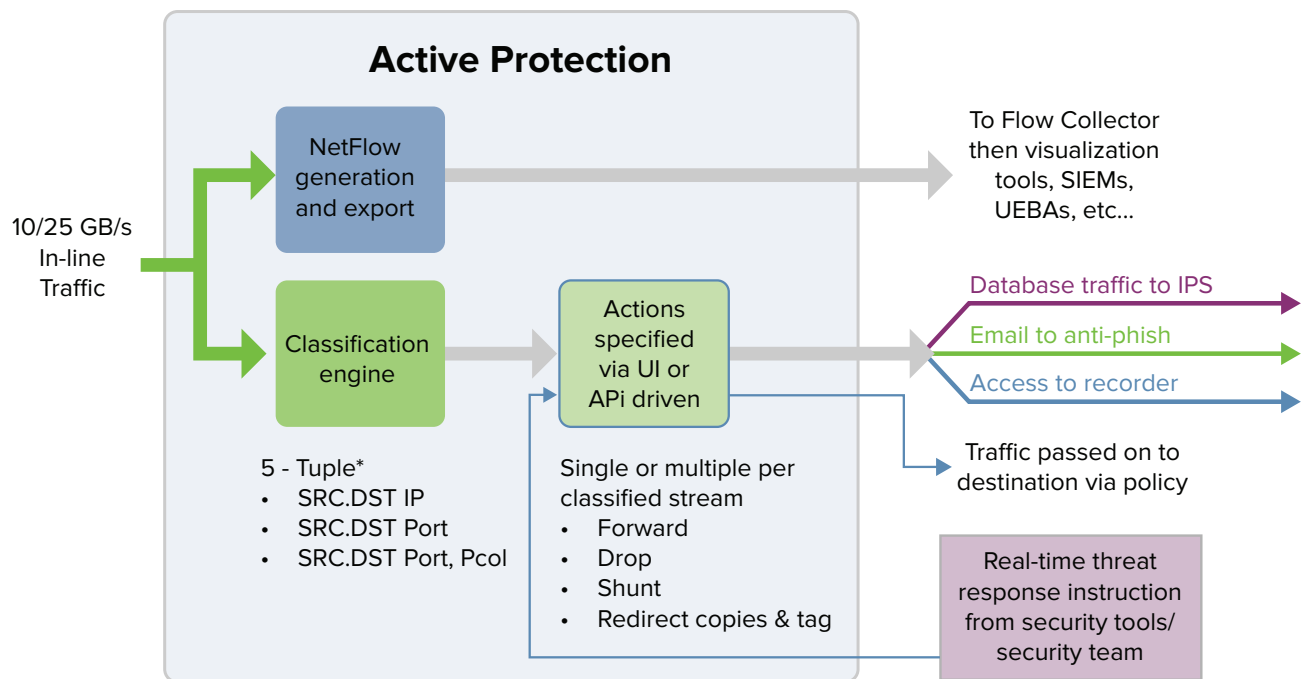 Active Protection
10/25 GB/s
In-line
Traffic
NetFlow
generation
and export
To Flow Collector
then visualization
tools, SIEMs,
UEBAs, etc...
Classification
engine
Actions
specified
via UI or
APi driven
Database traffic to IPS
Email to anti-phish
Access to recorder
Traffic passed on to
destination via policy
5 - Tuple*
• SRC.DST IP
• SRC.DST Port
• SRC.DST Port, Pcol
Single or multiple per
classified stream
• Forward
• Drop
• Shunt
• Redirect copies & tag
Real-time threat
response instruction
from security tools/
security team